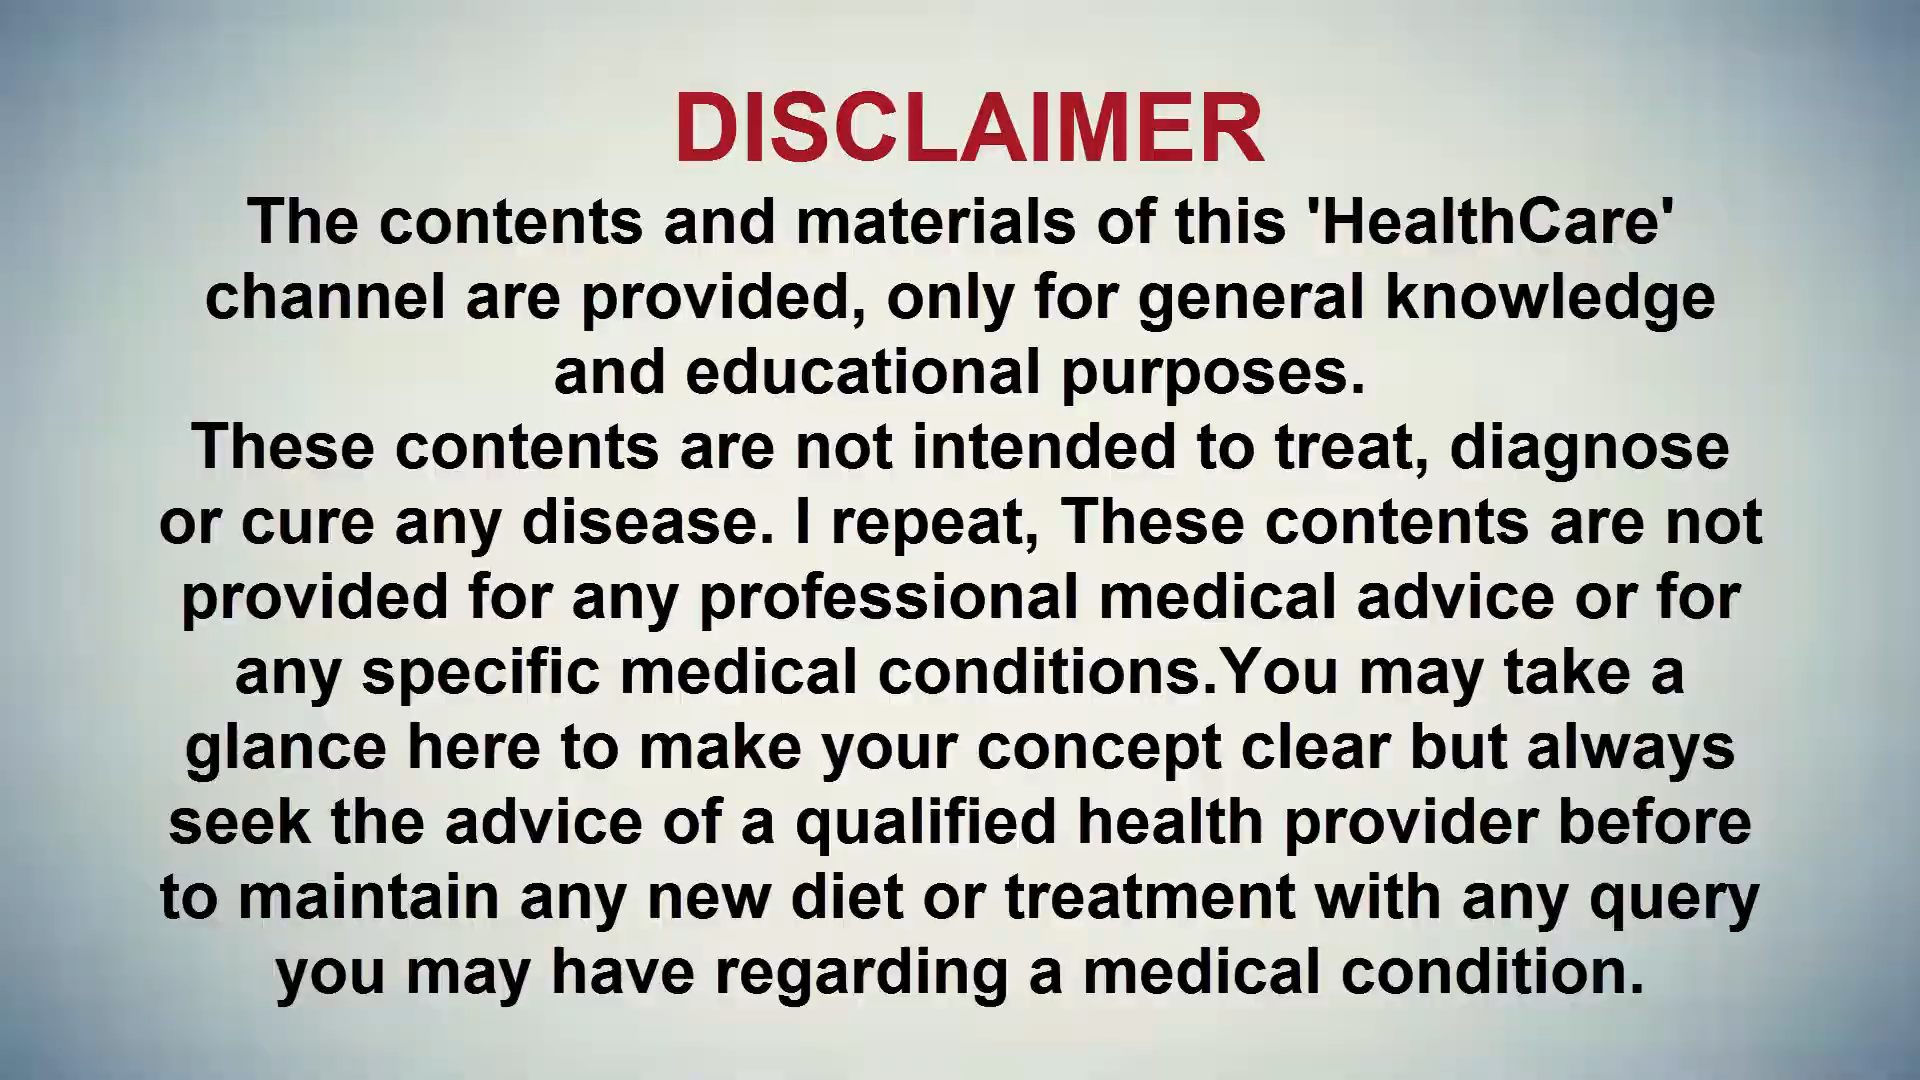 DISCLAIMER
The contents and materials of this 'HealthCare'
channel are provided, only for general knowledge
and educational purposes.
These contents are not intended to treat, diagnose
or cure any disease. I repeat, These contents are not
provided for any professional medical advice or for
any specific medical conditions.You may take a
glance here to make your concept clear but always
seek the advice of a qualified health provider before
to maintain any new diet or treatment with any query
you may have regarding a medical condition.